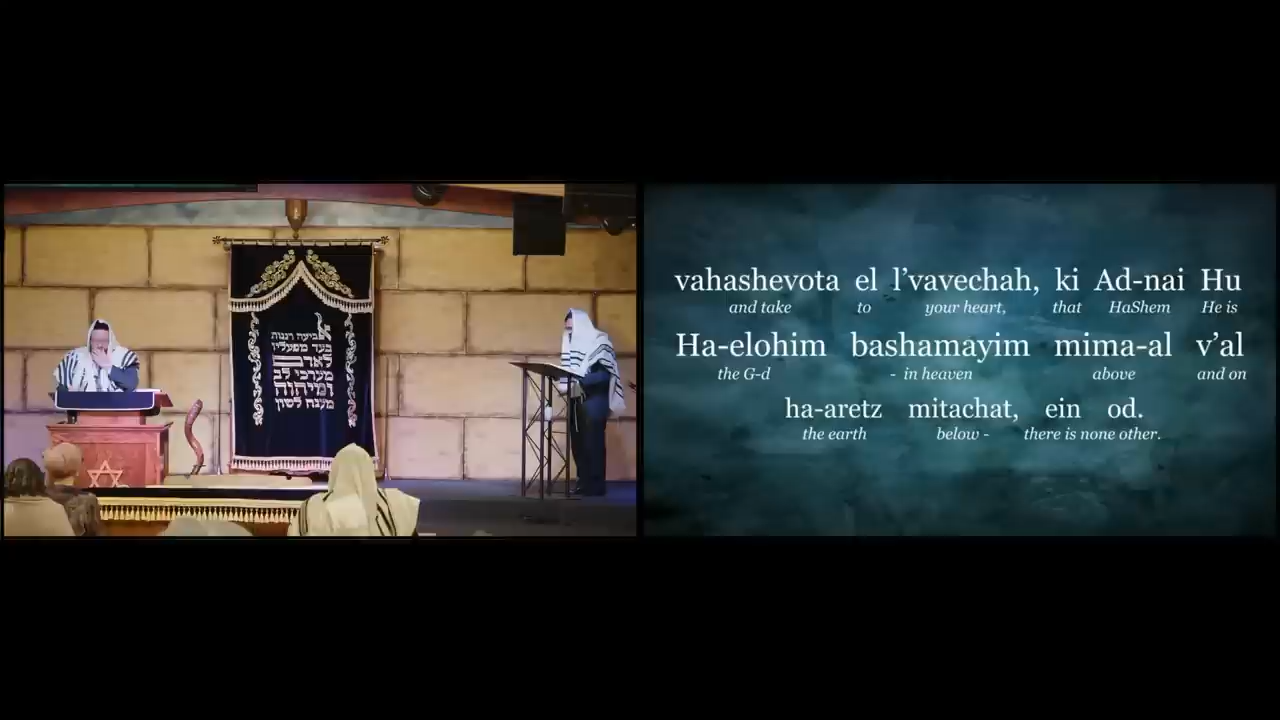 מערכי לב
vahashevota el l’vavechah, ki Ad-nai Hu
and take to your heart, that HaShem He is
Ha-elohim bashamayim mima-al v’al
the G-d - in heaven above and on
ha-aretz mitachat, ein od.
the earth below - there is none other.